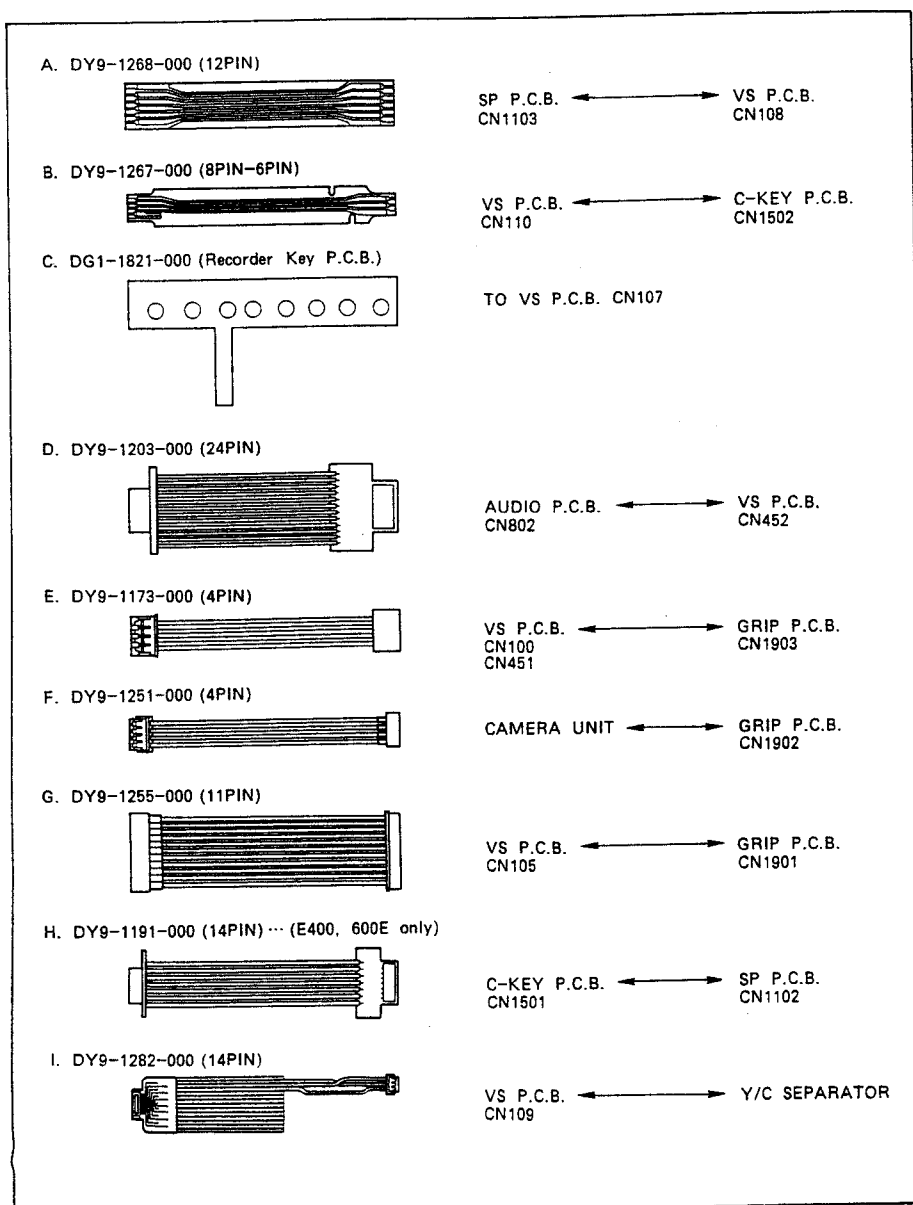 A. DY9-1268-000 (12PIN)
SP P.C.B. VS P.C.B.
CN1103 CN108
B. DY9-1267-000 (8PIN-6PIN)
VS P.C.B. C-KEY P.C.B.
CN110 CN1502
C. DG1-1821-000 (Recorder Key P.C.B.)
TO VS P.C.B. CN107
D. DY9-1203-000 (24PIN)
AUDIO P.C.B. VS P.C.B.
CN802 CN452
E. DY9-1173-000 (4PIN)
VS P.C.B. GRIP P.C.B.
CN100 CN1903
CN451
F. DY9-1251-000 (4PIN)
CAMERA UNIT GRIP P.C.B.
CN1902
G. DY9-1255-000 (11PIN)
VS P.C.B. GRIP P.C.B.
CN105 CN1901
H. DY9-1191-000 (14PIN) ··· (E400, 600E only)
C-KEY P.C.B. SP P.C.B.
CN1501 CN1102
I. DY9-1282-000 (14PIN)
VS P.C.B. Y/C SEPARATOR
CN109